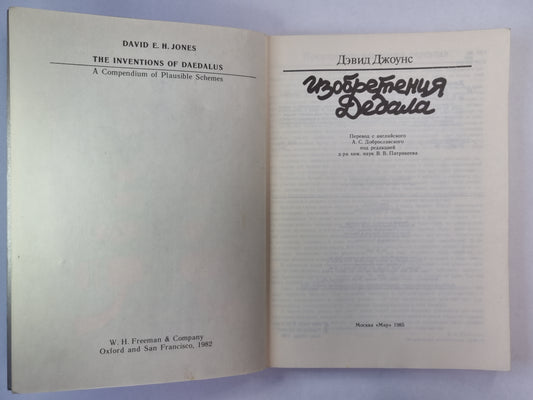 DAVID E. H. JONES
THE INVENTIONS OF DAEDALUS
A Compendium of Plausible Schemes
W. H. Freeman & Company
Oxford and San Francisco, 1982
Дэвид Джоунс
Изобретения
Дедала
Перевод с английского
А. С. Доброславского
под редакцией
д-ра хим. наук В. В. Патрикеева
Москва «Мир» 1985